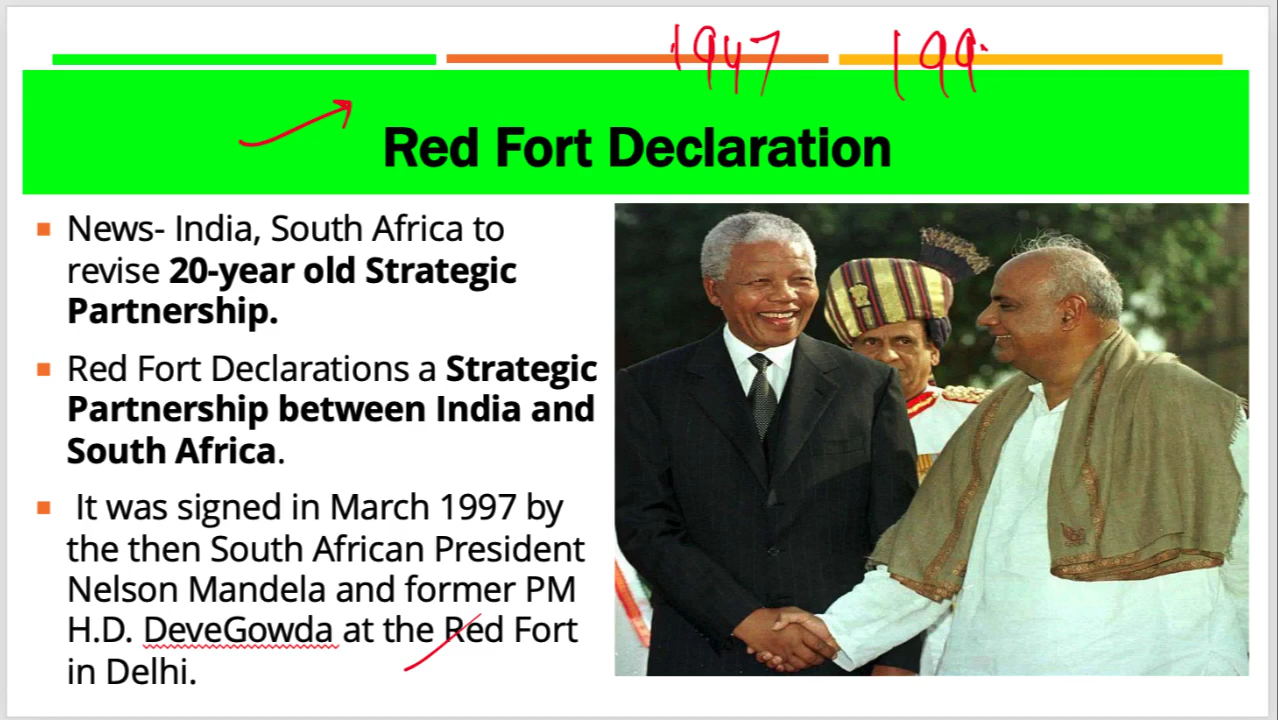 1947 199
Red Fort Declaration
News- India, South Africa to
revise 20-year old Strategic
Partnership.
Red Fort Declarations a Strategic
Partnership between India and
South Africa.
It was signed in March 1997 by
the then South African President
Nelson Mandela and former PM
H.D. DeveGowda at the Red Fort
in Delhi.